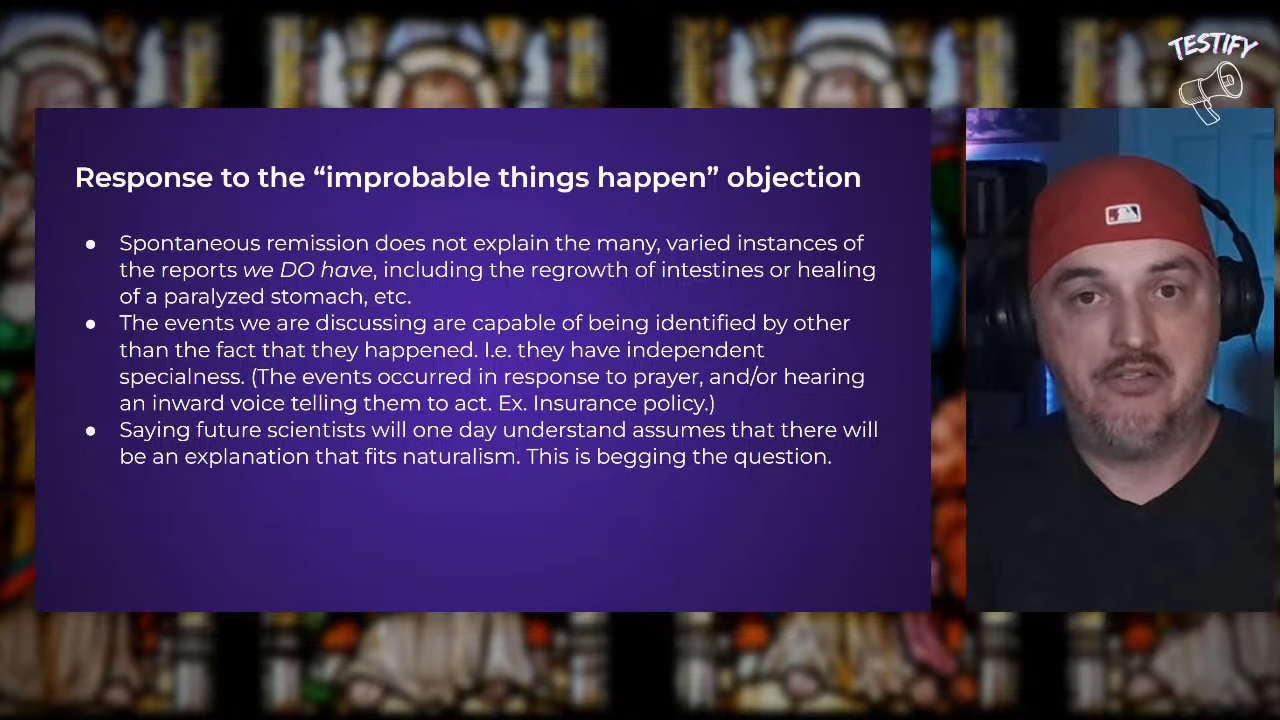 TESTIFY
Response to the “improbable things happen” objection
● Spontaneous remission does not explain the many, varied instances of
the reports we DO have, including the regrowth of intestines or healing
of a paralyzed stomach, etc.
● The events we are discussing are capable of being identified by other
than the fact that they happened. I.e. they have independent
specialness. (The events occurred in response to prayer, and/or hearing
an inward voice telling them to act. Ex. Insurance policy.)
● Saying future scientists will one day understand assumes that there will
be an explanation that fits naturalism. This is begging the question.